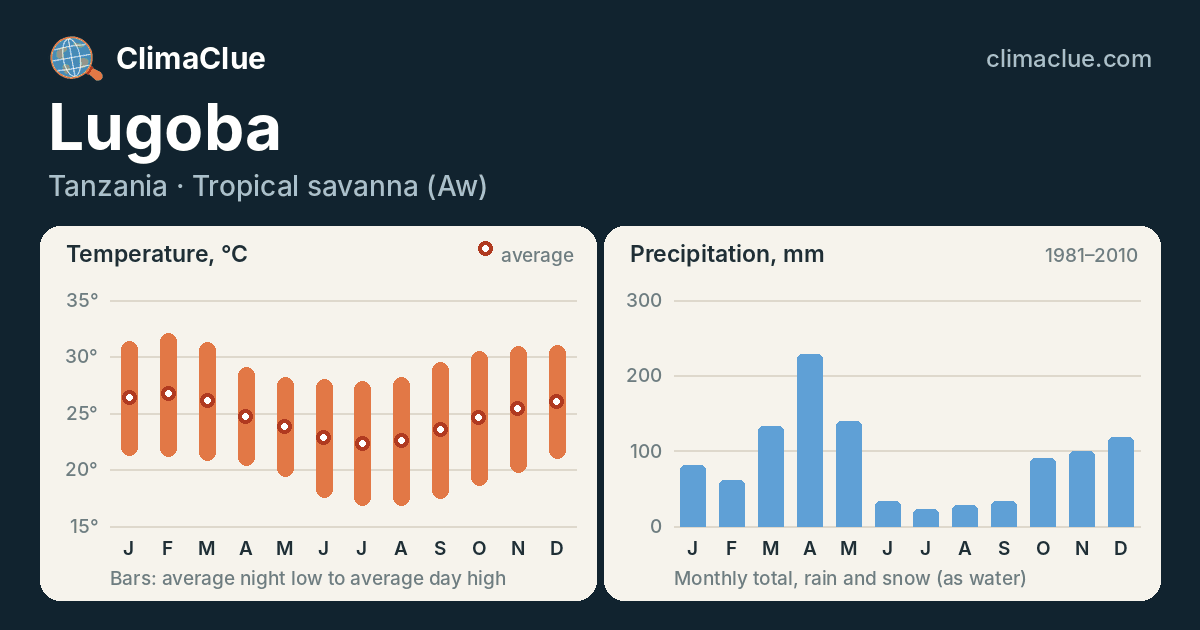 ClimaClue
climaclue.com
Lugoba
Tanzania · Tropical savanna (Aw)
Temperature, °C
average
35°
30°
25°
20°
15°
J F M A M J J A S O N D
Bars: average night low to average day high
Precipitation, mm
1981–2010
300
200
100
0
J F M A M J J A S O N D
Monthly total, rain and snow (as water)